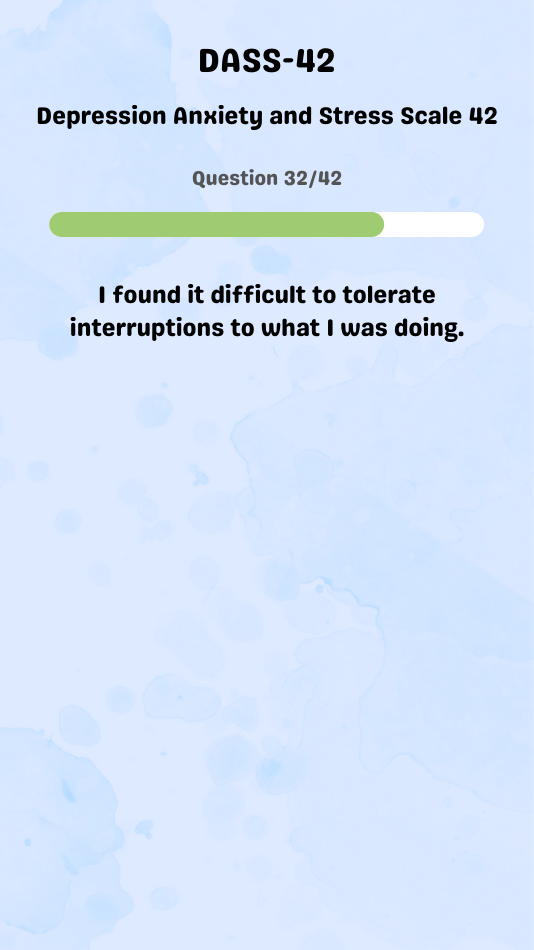 DASS-42
Depression Anxiety and Stress Scale 42
Question 32/42
I found it difficult to tolerate
interruptions to what I was doing.